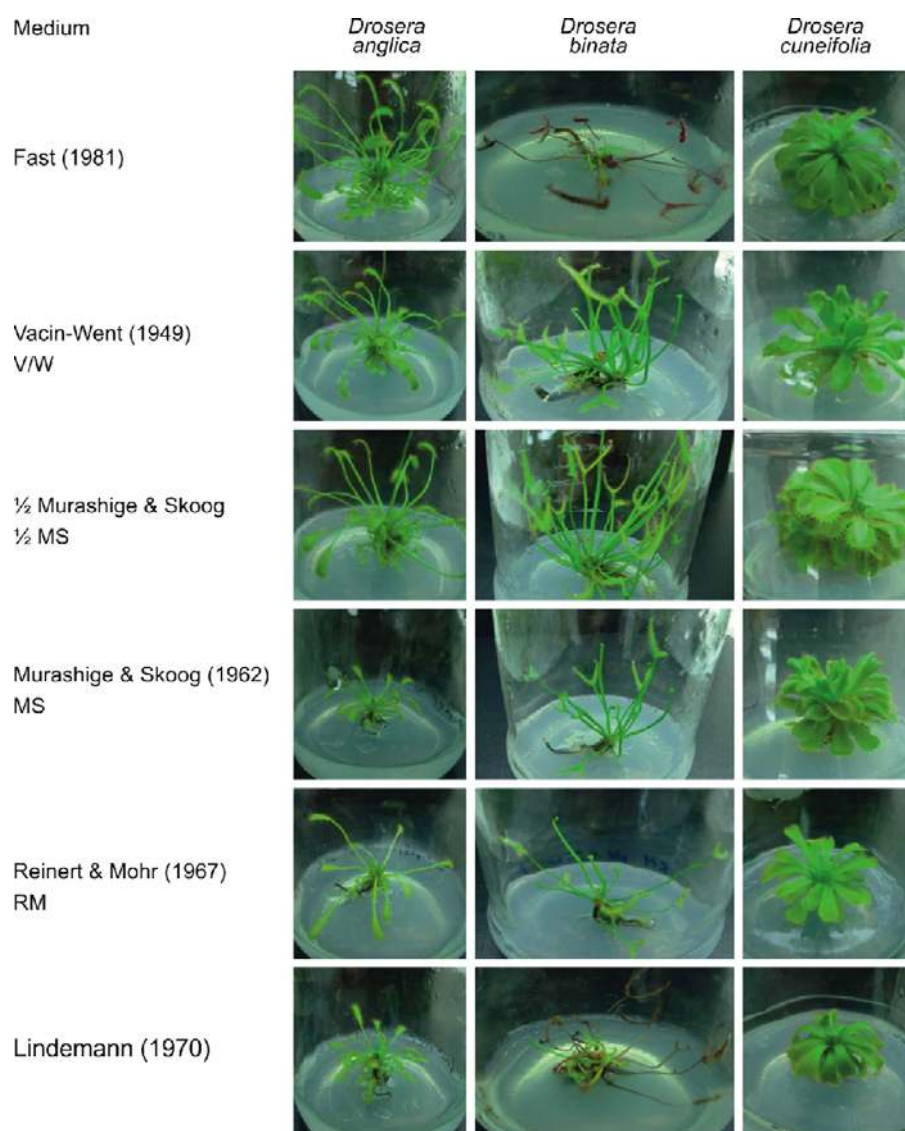 Medium
Drosera anglica
Drosera binata
Drosera cuneifolia
Fast (1981)
Vacin-Went (1949)
V/W
½ Murashige & Skoog
½ MS
Murashige & Skoog (1962)
MS
Reinert & Mohr (1967)
RM
Lindemann (1970)